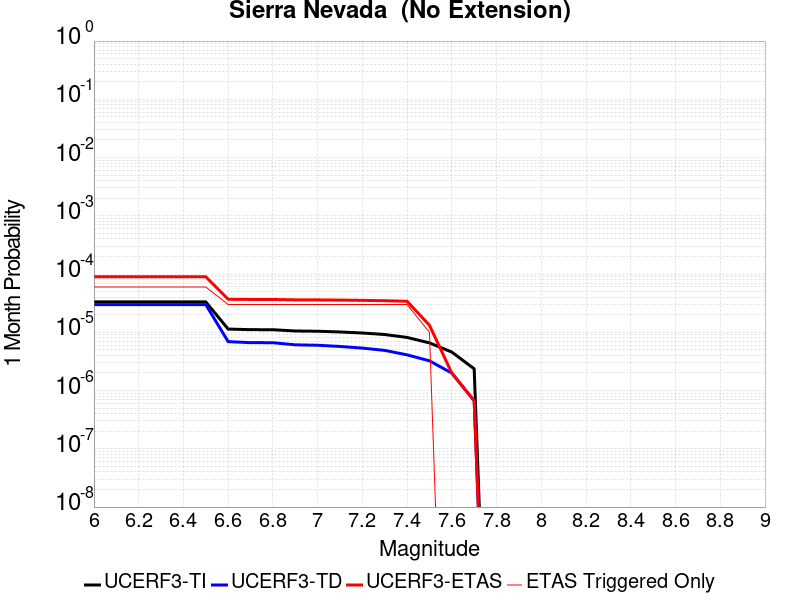 Sierra Nevada  (No Extension)
10^0
10^-1
10^-2
10^-3
10^-4
10^-5
10^-6
10^-7
10^-8
1 Month Probability
6 6.2 6.4 6.6 6.8 7 7.2 7.4 7.6 7.8 8 8.2 8.4 8.6 8.8 9
Magnitude
UCERF3-TI UCERF3-TD UCERF3-ETAS ETAS Triggered Only